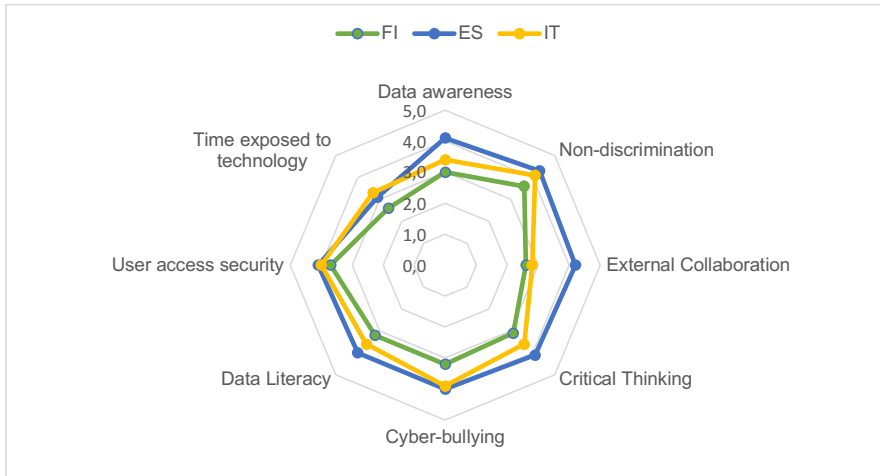 FI ES IT
Data awareness
Non-discrimination
External Collaboration
Critical Thinking
Cyber-bullying
Data Literacy
User access security
Time exposed to
technology
5,0
4,0
3,0
2,0
1,0
0,0